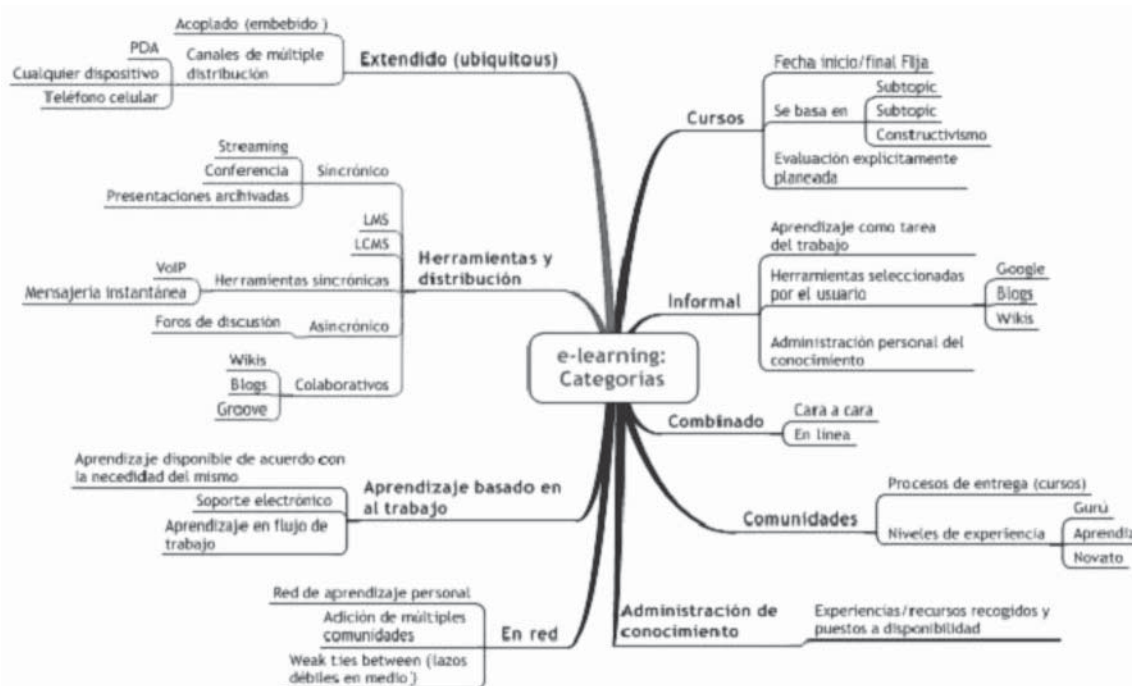 e-learning:
Categorías
Extendido (ubiquitous)
Acoplado (embebido )
Canales de múltiple
distribución
PDA
Cualquier dispositivo
Teléfono celular
Herramientas y
distribución
Sincrónico
Streaming
Conferencia
Presentaciones archivadas
LMS
LCMS
Herramientas sincrónicas
VoIP
Mensajería instantánea
Asincrónico
Foros de discusión
Colaborativos
Wikis
Blogs
Groove
Aprendizaje basado en
al trabajo
Aprendizaje disponible de acuerdo con
la necedidad del mismo
Soporte electrónico
Aprendizaje en flujo de
trabajo
En red
Red de aprendizaje personal
Adición de múltiples
comunidades
Weak ties between (lazos
débiles en medio )
Cursos
Fecha inicio/final Fija
Se basa en
Subtopic
Subtopic
Constructivismo
Evaluación explícitamente
planeada
Informal
Aprendizaje como tarea
del trabajo
Herramientas seleccionadas
por el usuario
Google
Blogs
Wikis
Administración personal del
conocimiento
Combinado
Cara a cara
En línea
Comunidades
Procesos de entrega (cursos)
Niveles de experiencia
Gurú
Aprendiz
Novato
Administración de
conocimiento
Experiencias/recursos recogidos y
puestos a disponibilidad